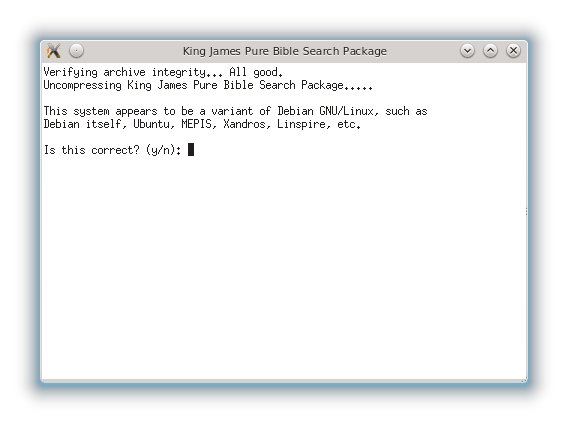 King James Pure Bible Search Package
Verifying archive integrity... All good.
Uncompressing King James Pure Bible Search Package.....
This system appears to be a variant of Debian GNU/Linux, such as
Debian itself, Ubuntu, MEPIS, Xandros, Linspire, etc.
Is this correct? (y/n):